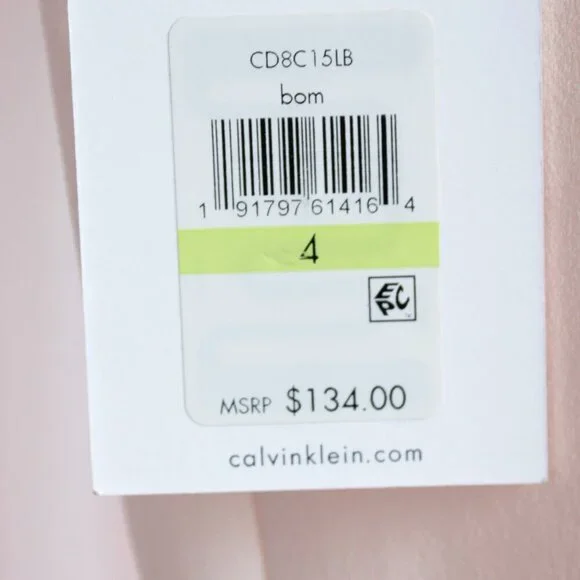 CD8C15LB
bom
1 91797 61416 4
4
EPC
MSRP $134.00
calvinklein.com